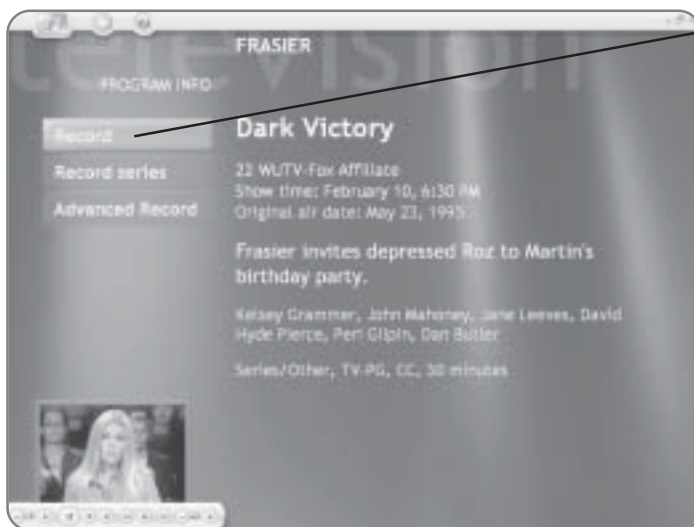 television
FRASIER
PROGRAM INFO
Record
Dark Victory
Record series
22 WUTV-Fox Affiliate
Show time: February 10, 6:30 PM
Advanced Record
Original air date: May 23, 1995
Frasier invites depressed Roz to Martin's
birthday party.
Kelsey Grammer, John Mahoney, Jane Leeves, David
Hyde Pierce, Peri Gilpin, Dan Butler
Series/Other, TV-PG, CC, 30 minutes